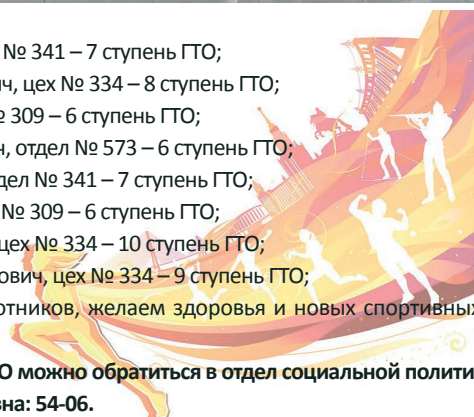 № 341 – 7 ступень ГТО;
ич, цех № 334 – 8 ступень ГТО;
№ 309 – 6 ступень ГТО;
ч, отдел № 573 – 6 ступень ГТО;
дел № 341 – 7 ступень ГТО;
№ 309 – 6 ступень ГТО;
цех № 334 – 10 ступень ГТО;
ович, цех № 334 – 9 ступень ГТО;
отников, желаем здоровья и новых спортивных
О можно обратиться в отдел социальной полити
вна: 54-06.